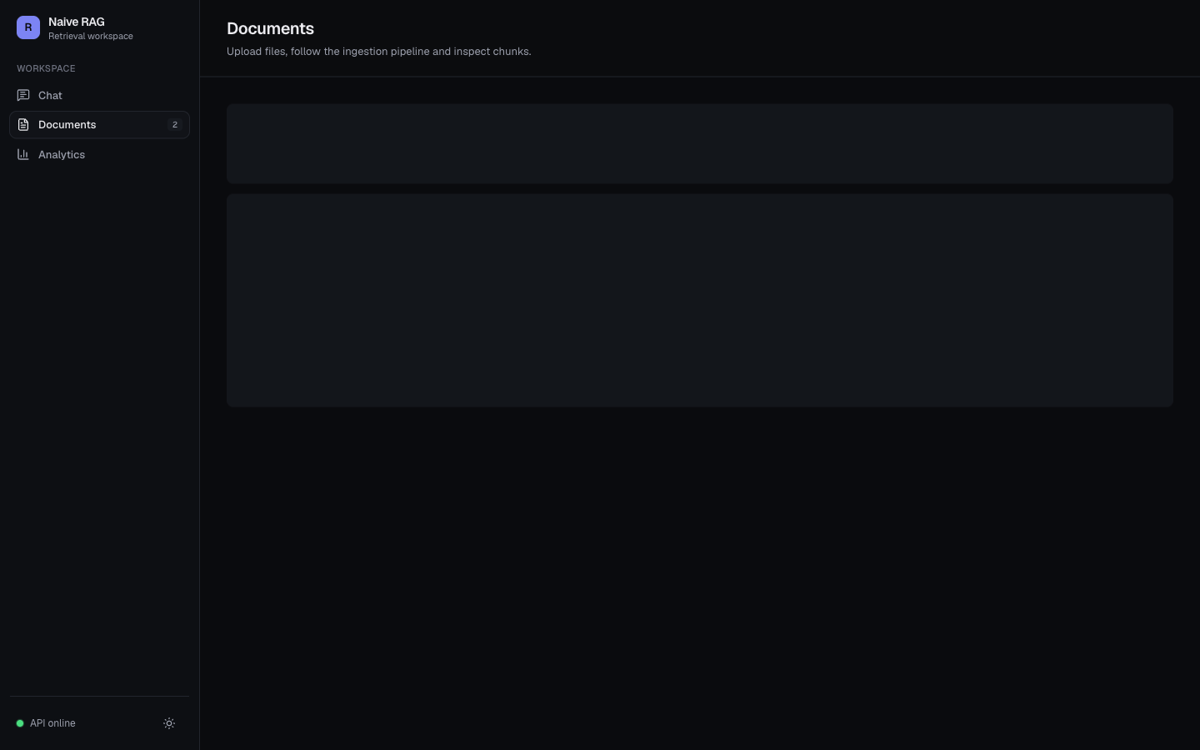 R
Naive RAG
Retrieval workspace
WORKSPACE
Chat
Documents 2
Analytics
API online
Documents
Upload files, follow the ingestion pipeline and inspect chunks.